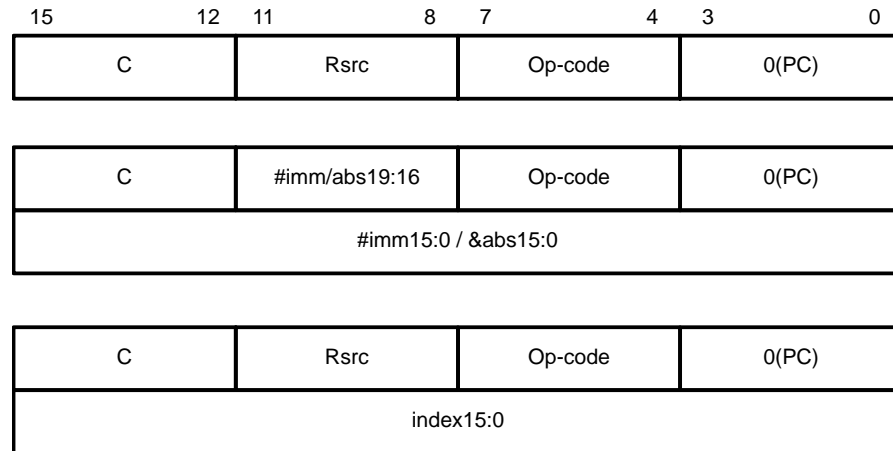 15 12 11 8 7 4 3 0
C Rsrc Op-code 0(PC)
C #imm/abs19:16 Op-code 0(PC)
#imm15:0 / &abs15:0
C Rsrc Op-code 0(PC)
index15:0